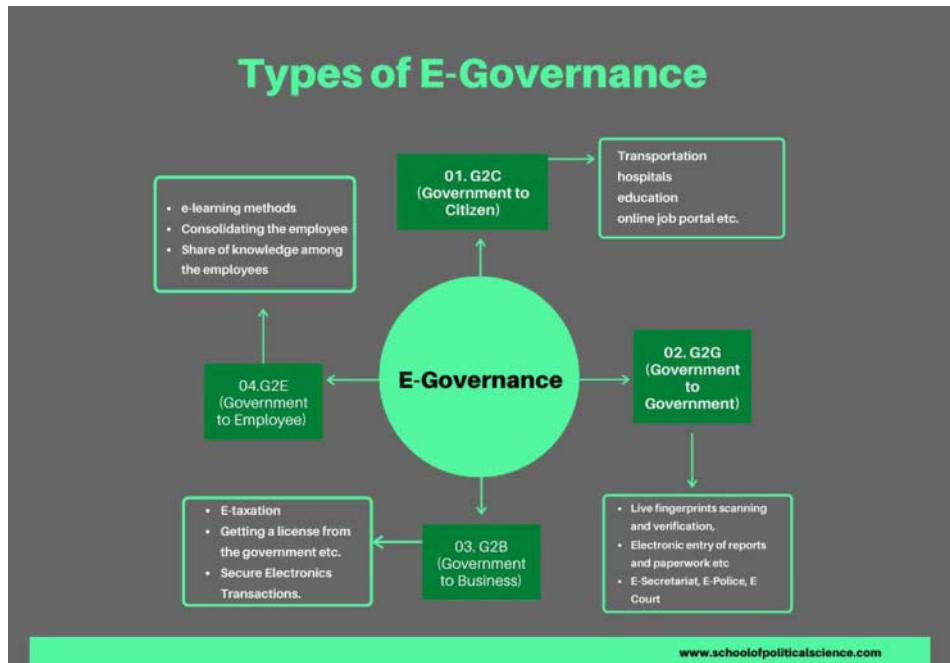 Types of E-Governance
01. G2C
(Government to
Citizen)
Transportation
hospitals
education
online job portal etc.
• e-learning methods
• Consolidating the employee
• Share of knowledge among
the employees
E-Governance
02. G2G
(Government
to
Government)
04.G2E
(Government
to Employee)
• E-taxation
• Getting a license from
the government etc.
• Secure Electronics
Transactions.
03. G2B
(Government
to Business)
• Live fingerprints scanning
and verification,
• Electronic entry of reports
and paperwork etc
• E-Secretariat, E-Police, E
Court
www.schoolofpoliticalscience.com